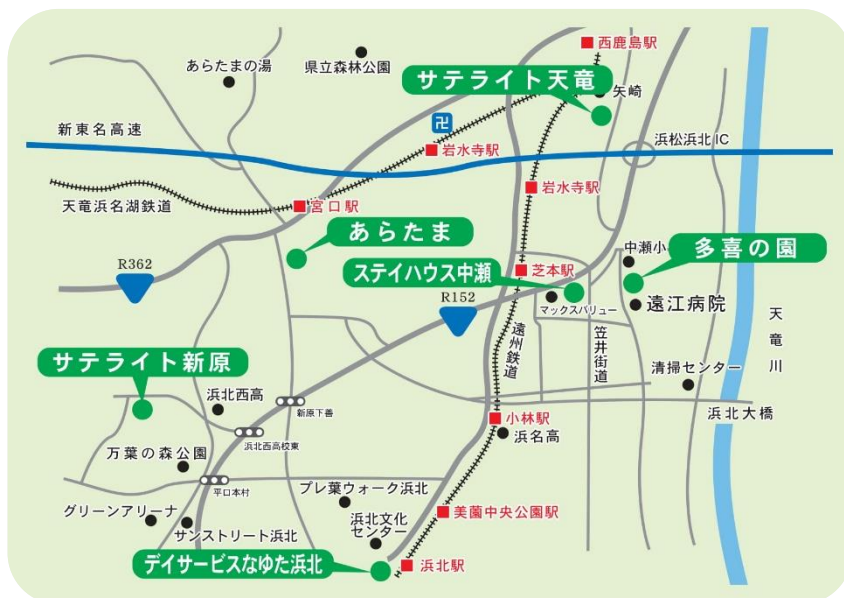 西鹿島駅
あらたまの湯
県立森林公園
サテライト天竜
矢崎
卍
新東名高速
浜松浜北IC
岩水寺駅
天竜浜名湖鉄道
岩水寺駅
宮口駅
あらたま
中瀬小
多喜の園
R362
ステイハウス中瀬
芝本駅
R152
マックスバリュー
遠江病院
天竜川
遠州鉄道
笠井街道
サテライト新原
清掃センター
浜北西高
新原下善
浜北大橋
小林駅
浜名高
浜北西高校東
万葉の森公園
平口本村
プレ葉ウォーク浜北
グリーンアリーナ
美薗中央公園駅
サンストリート浜北
浜北文化
センター
デイサービスなゆた浜北
浜北駅